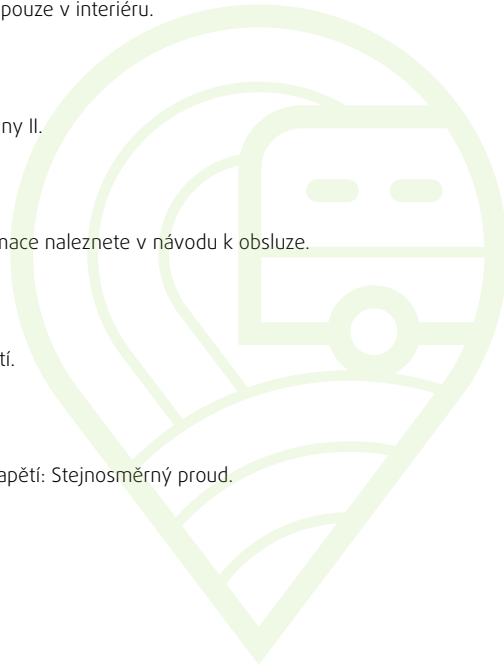 pouze v interiéru.
ny II.
mace naleznete v návodu k obsluze.
tí.
apětí: Stejnosměrný proud.